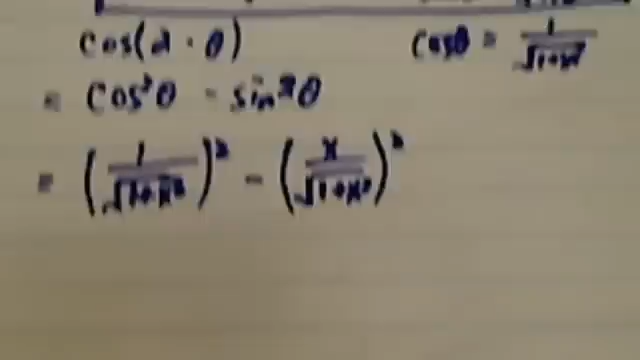 cos(2 · θ)
cosθ = 1/√(1+x²)
= cos²θ - sin²θ
= (1/√(1+x²))² - (x/√(1+x²))²